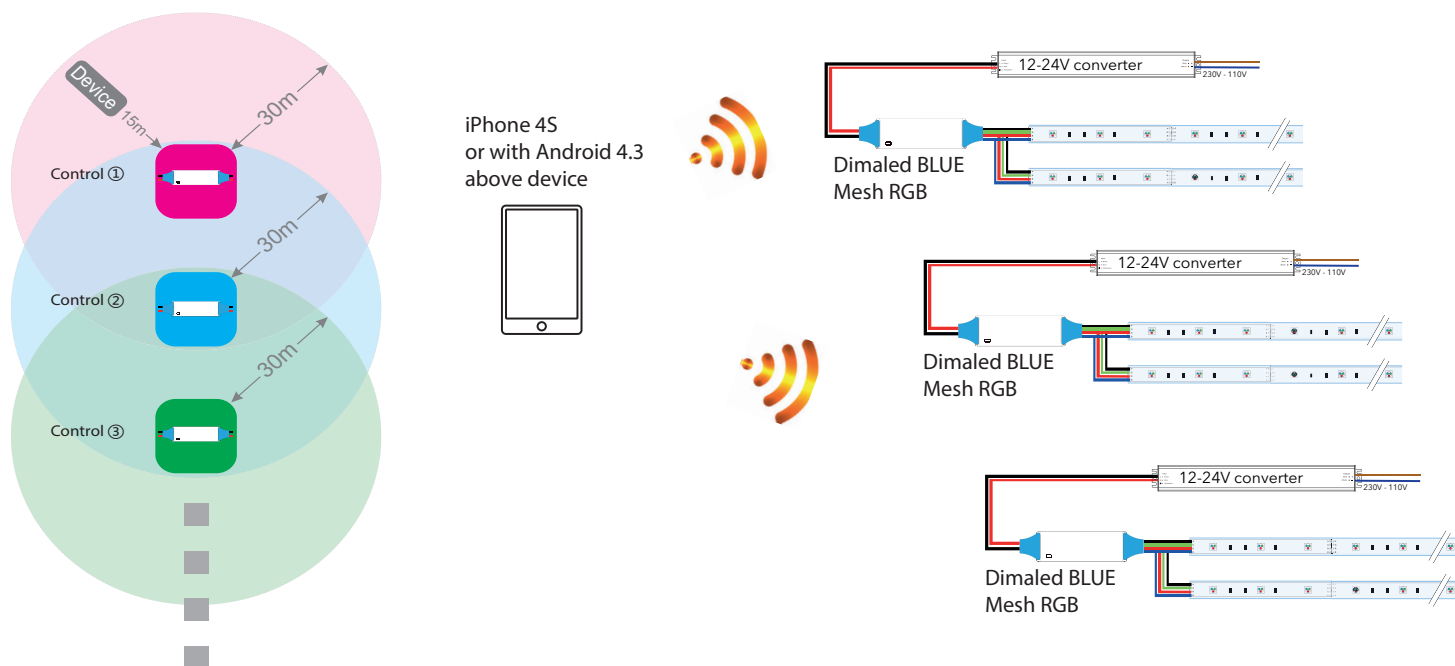 Device
15m
30m
Control ①
30m
Control ②
30m
Control ③
iPhone 4S
or with Android 4.3
above device
12-24V converter
230V - 110V
Dimaled BLUE
Mesh RGB
12-24V converter
230V - 110V
Dimaled BLUE
Mesh RGB
12-24V converter
230V - 110V
Dimaled BLUE
Mesh RGB